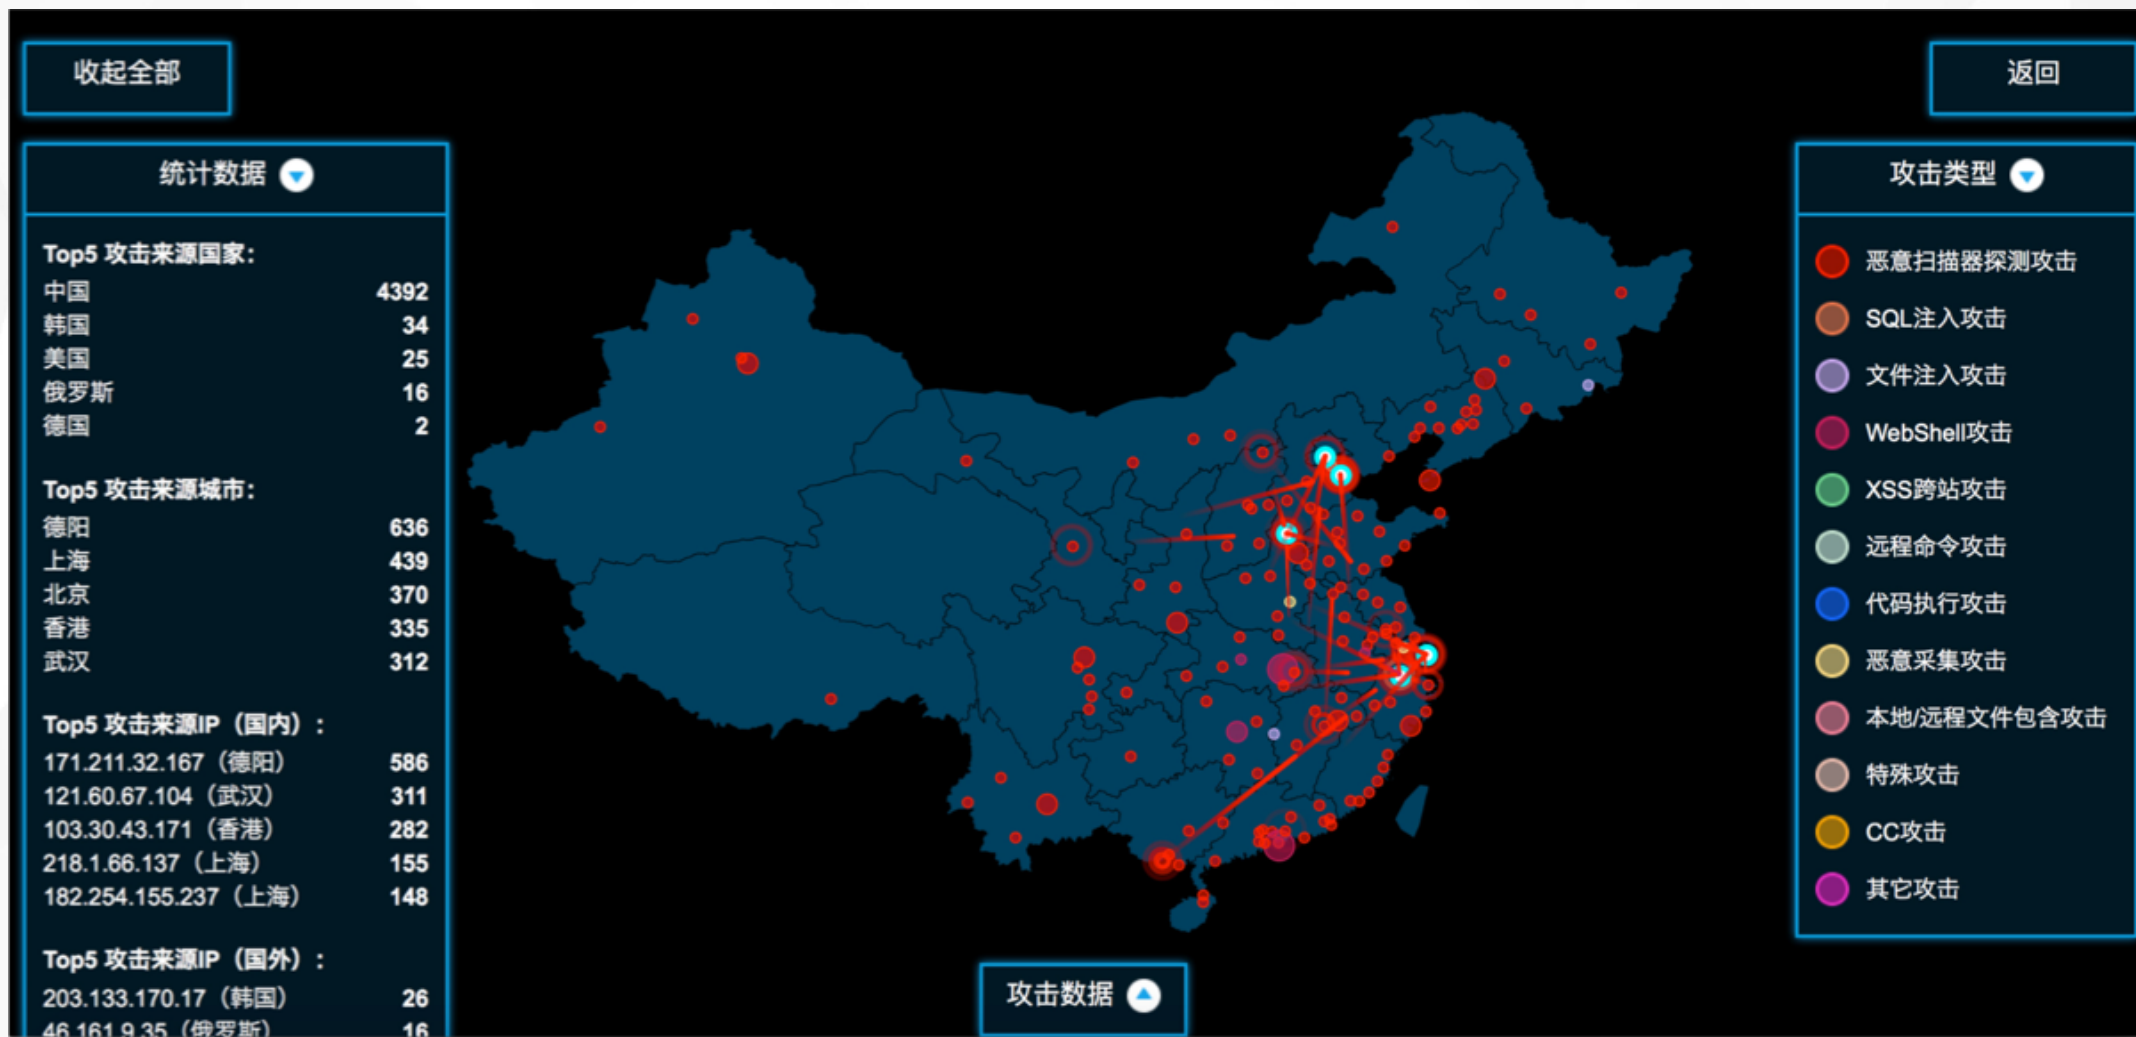 收起全部
返回
统计数据
Top5 攻击来源国家：
中国 4392
韩国 34
美国 25
俄罗斯 16
德国 2
Top5 攻击来源城市：
德阳 636
上海 439
北京 370
香港 335
武汉 312
Top5 攻击来源IP（国内）：
171.211.32.167（德阳） 586
121.60.67.104（武汉） 311
103.30.43.171（香港） 282
218.1.66.137（上海） 155
182.254.155.237（上海） 148
Top5 攻击来源IP（国外）：
203.133.170.17（韩国） 26
46.161.9.35（俄罗斯） 16
攻击类型
恶意扫描器探测攻击
SQL注入攻击
文件注入攻击
WebShell攻击
XSS跨站攻击
远程命令攻击
代码执行攻击
恶意采集攻击
本地/远程文件包含攻击
特殊攻击
CC攻击
其它攻击
攻击数据